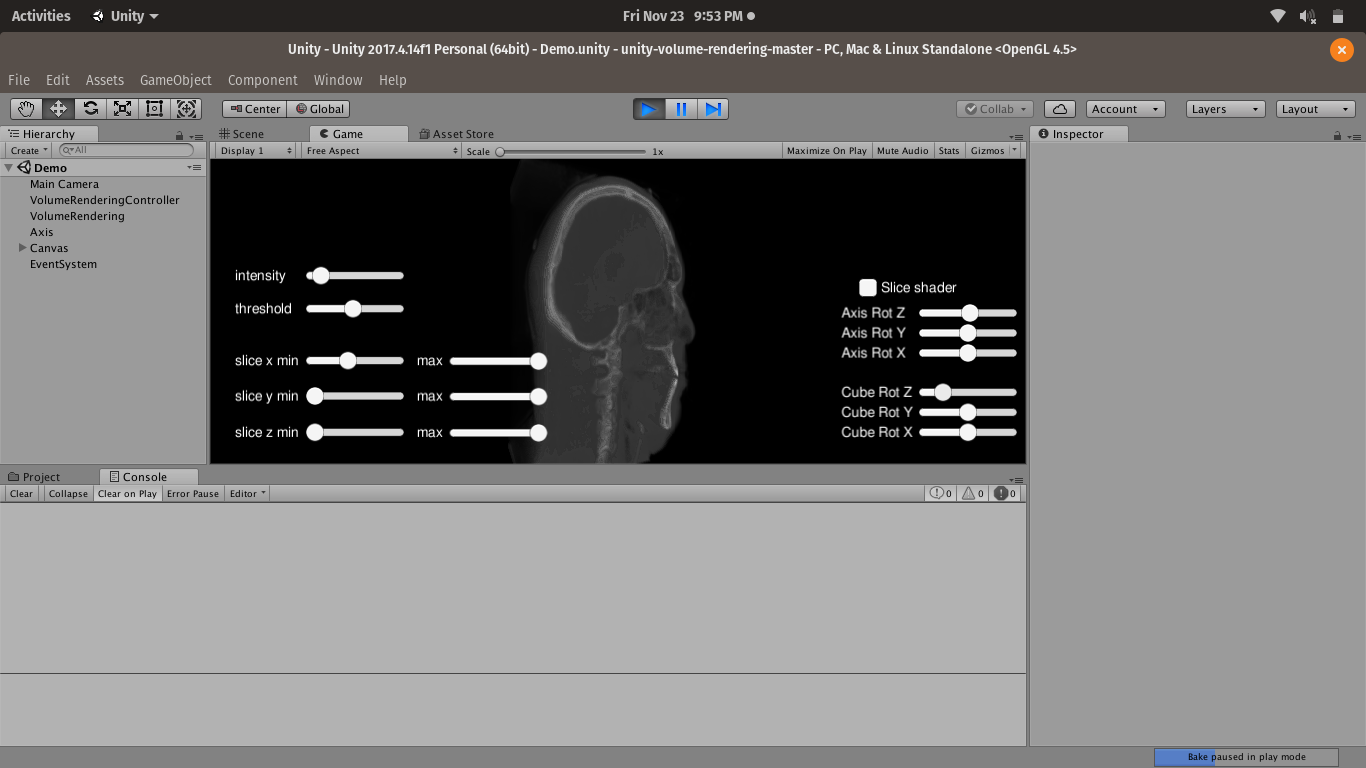 Activities Unity Fri Nov 23 9:53 PM
Unity - Unity 2017.4.14f1 Personal (64bit) - Demo.unity - unity-volume-rendering-master - PC, Mac & Linux Standalone <OpenGL 4.5>
File Edit Assets GameObject Component Window Help
Center Global Collab Account Layers Layout
Hierarchy Scene Game Asset Store Inspector
Create All Display 1 Free Aspect Scale 1x Maximize On Play Mute Audio Stats Gizmos
Demo
Main Camera
VolumeRenderingController
VolumeRendering
Axis
Canvas
EventSystem
intensity
threshold
slice x min max
slice y min max
slice z min max
Slice shader
Axis Rot Z
Axis Rot Y
Axis Rot X
Cube Rot Z
Cube Rot Y
Cube Rot X
Project Console
Clear Collapse Clear on Play Error Pause Editor 0 0 0
Bake paused in play mode